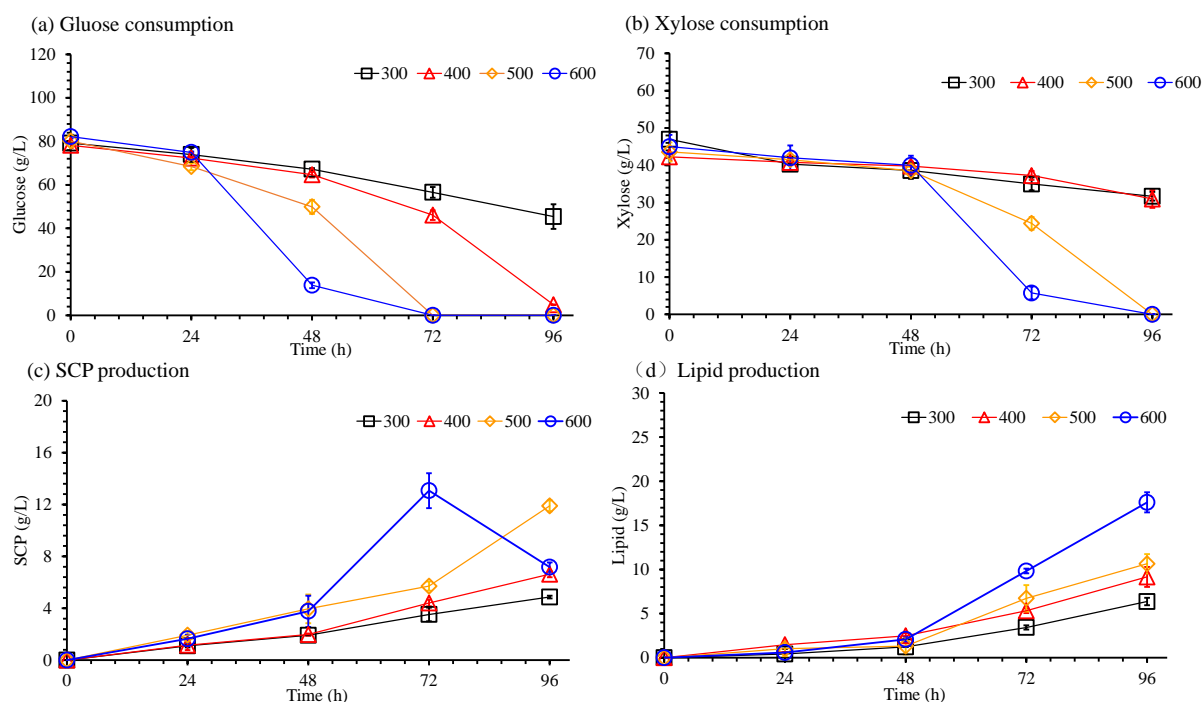 (a) Gluose consumption
120
100
80
60
40
20
0
Glucose (g/L)
300 400 500 600
0 24 48 72 96
Time (h)
(b) Xylose consumption
70
60
50
40
30
20
10
0
Xylose (g/L)
300 400 500 600
0 24 48 72 96
Time (h)
(c) SCP production
20
16
12
8
4
0
SCP (g/L)
300 400 500 600
0 24 48 72 96
Time (h)
（d）Lipid production
30
25
20
15
10
5
0
Lipid (g/L)
300 400 500 600
0 24 48 72 96
Time (h)